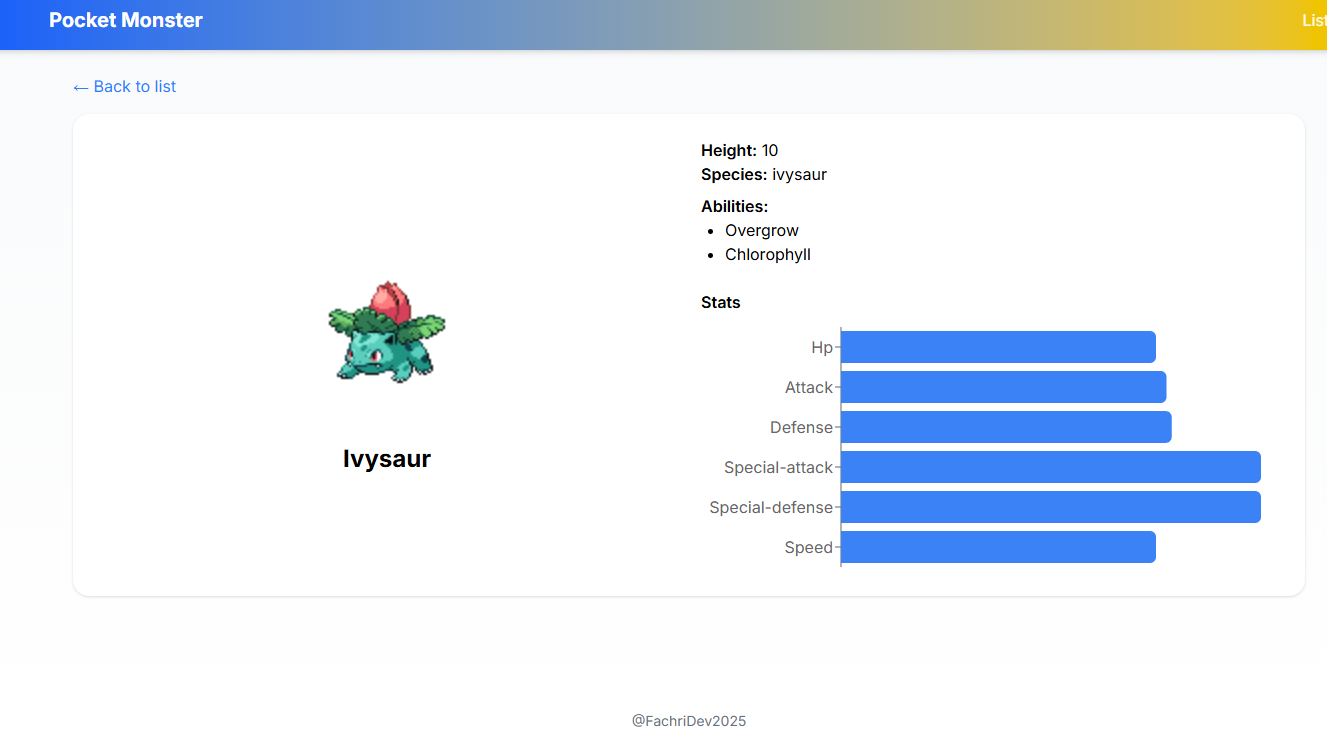 Pocket Monster
List
← Back to list
Height: 10
Species: ivysaur
Abilities:
• Overgrow
• Chlorophyll
Stats
Hp
Attack
Defense
Special-attack
Special-defense
Speed
Ivysaur
@FachriDev2025